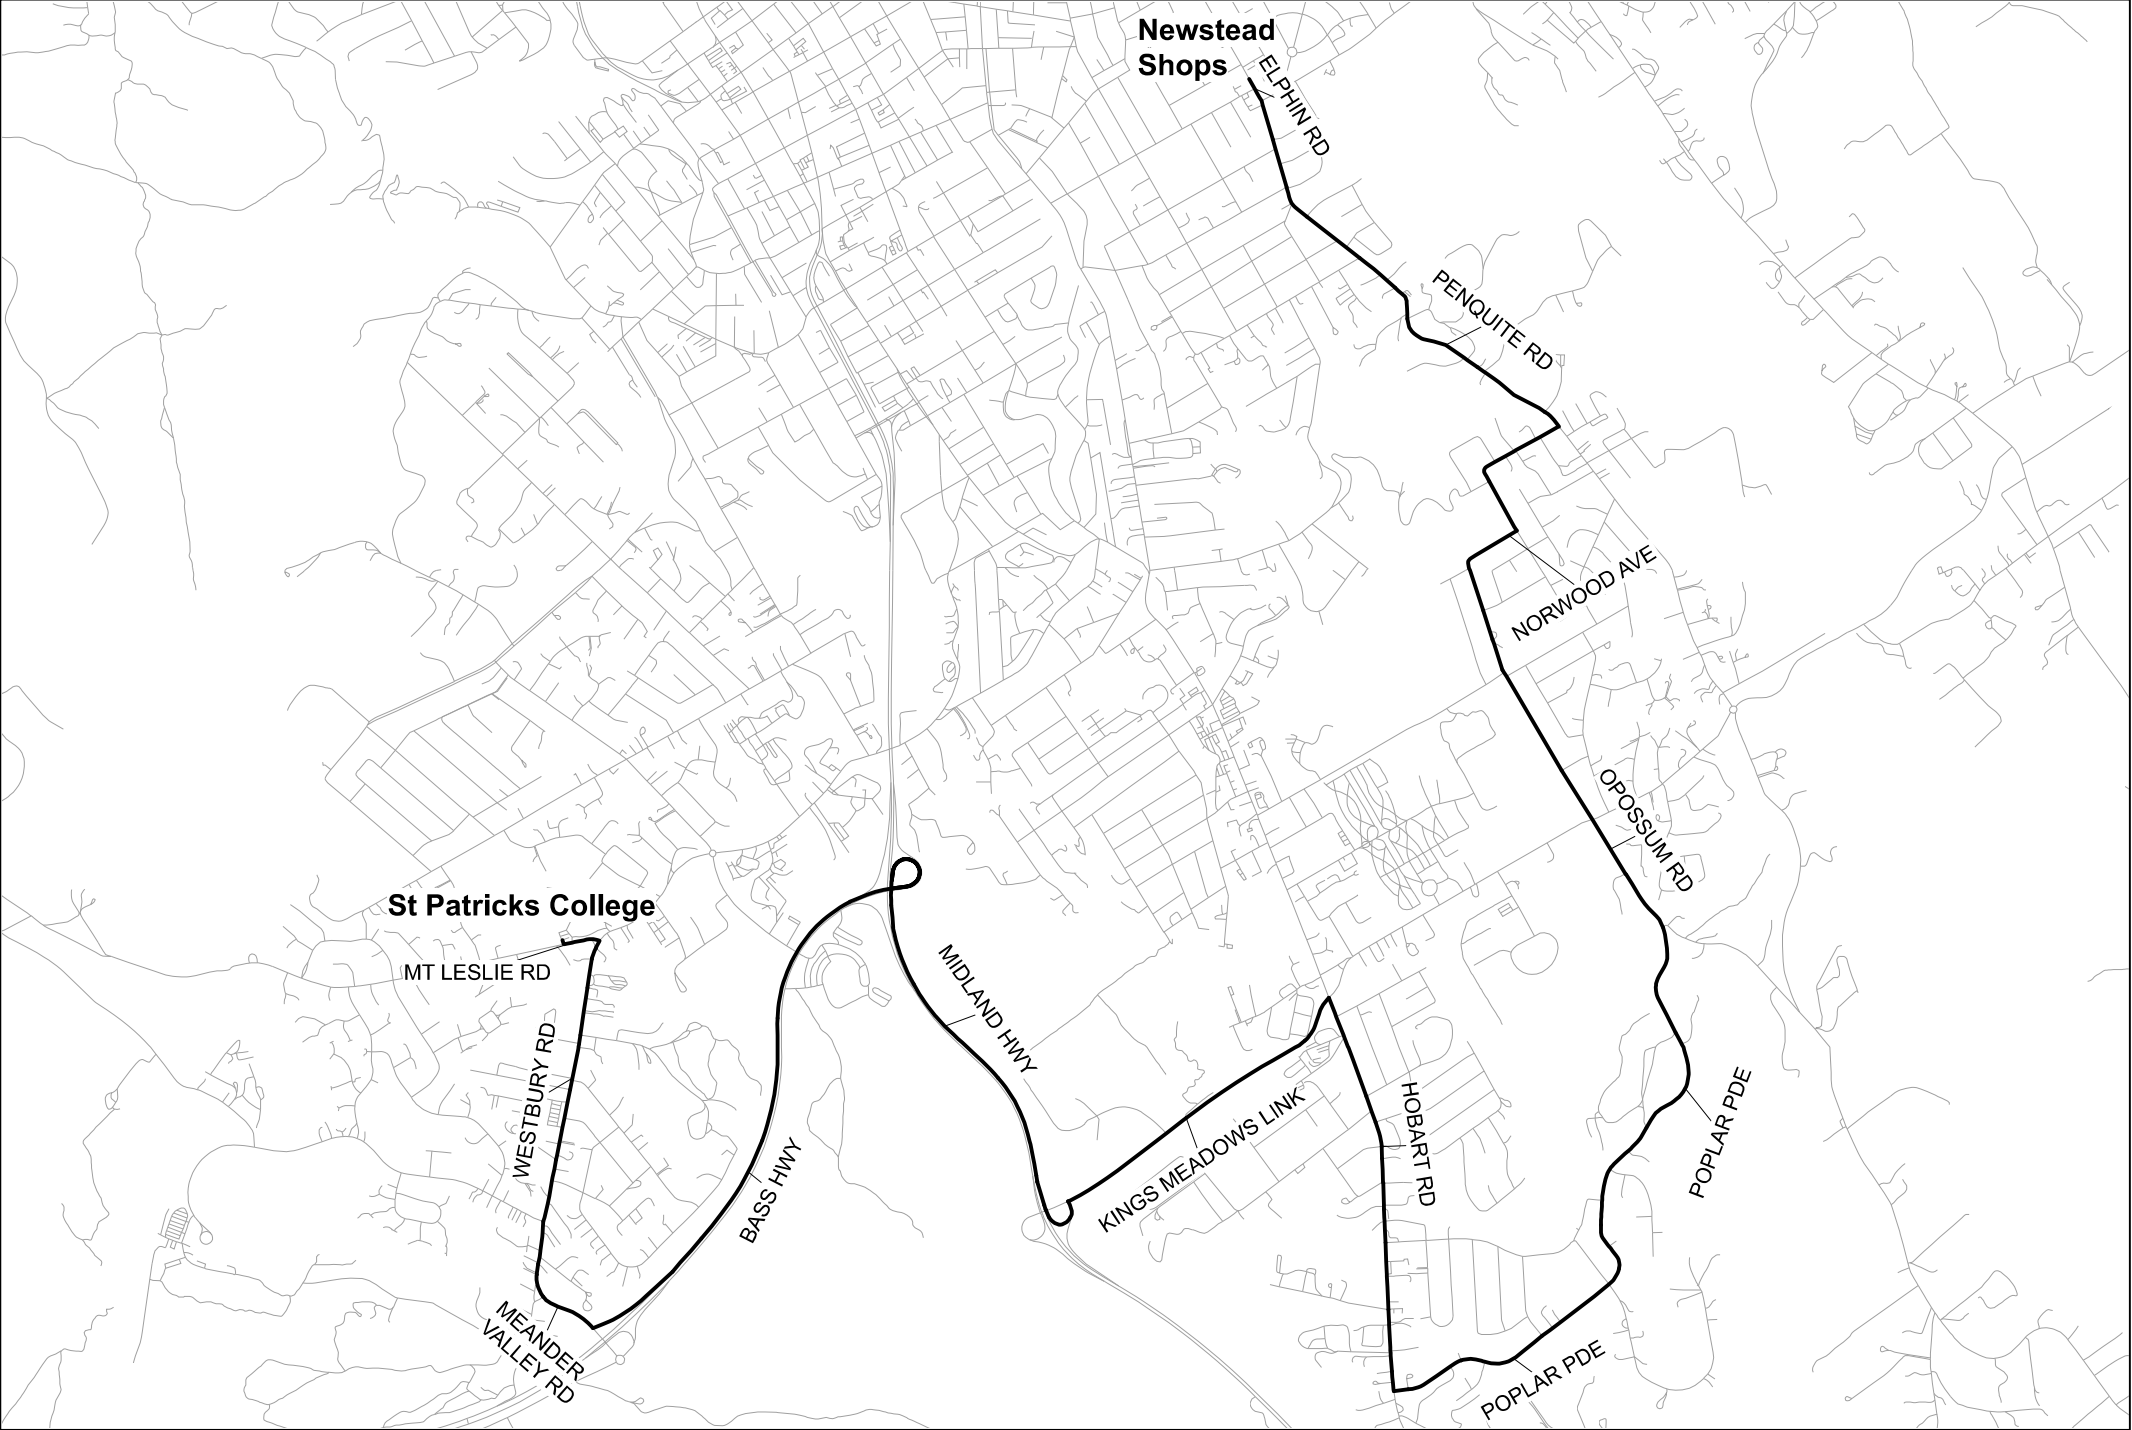 Newstead
Shops
ELPHIN RD
PENQUITE RD
NORWOOD AVE
OPOSSUM RD
St Patricks College
MT LESLIE RD
MIDLAND HWY
WESTBURY RD
HOBART RD
POPLAR PDE
KINGS MEADOWS LINK
BASS HWY
MEANDER
VALLEY RD
POPLAR PDE